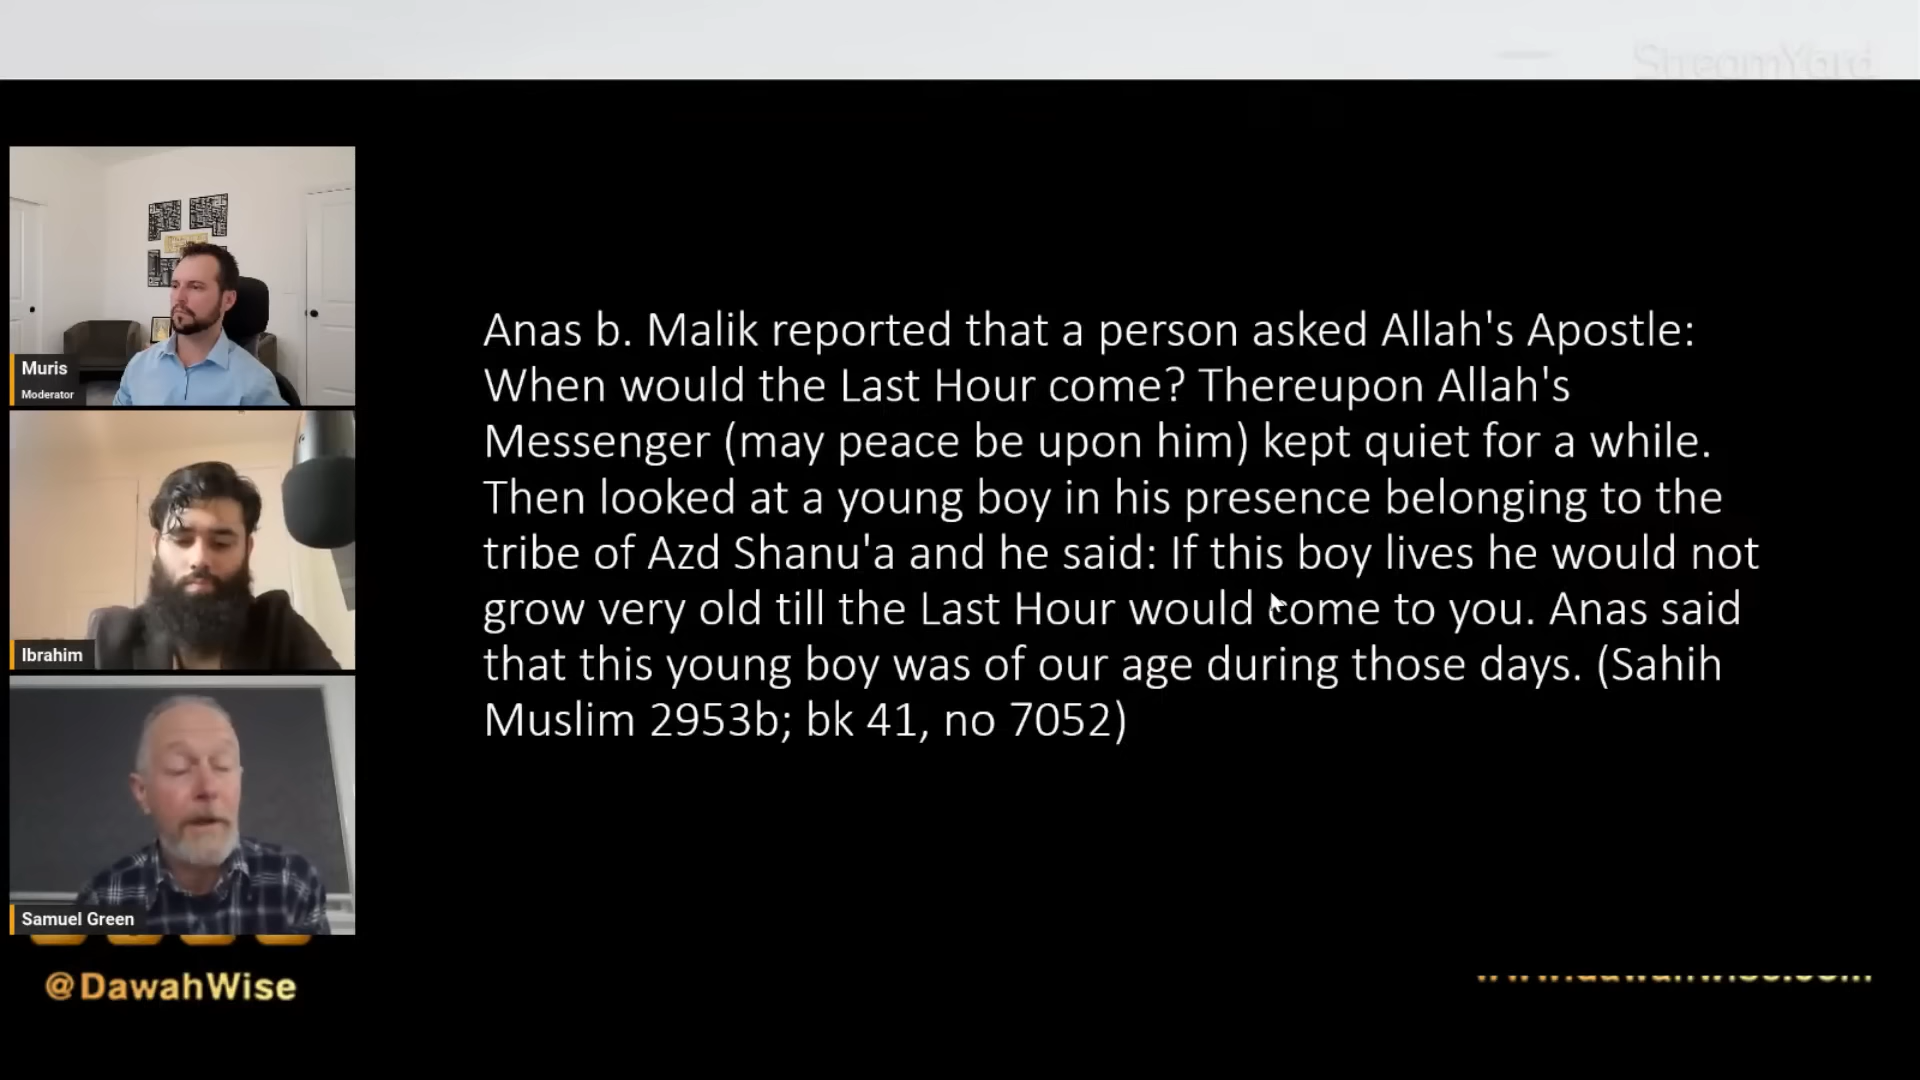 StreamYard
Muris
Moderator
Ibrahim
Samuel Green
@DawahWise
Anas b. Malik reported that a person asked Allah's Apostle:
When would the Last Hour come? Thereupon Allah's
Messenger (may peace be upon him) kept quiet for a while.
Then looked at a young boy in his presence belonging to the
tribe of Azd Shanu'a and he said: If this boy lives he would not
grow very old till the Last Hour would come to you. Anas said
that this young boy was of our age during those days. (Sahih
Muslim 2953b; bk 41, no 7052)
www.dawahwise.com